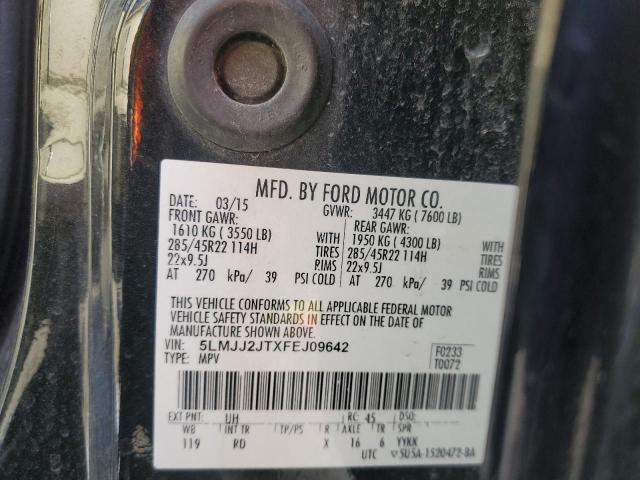 MFD. BY FORD MOTOR CO.
DATE: 03/15 GVWR: 3447 KG ( 7600 LB)
FRONT GAWR: REAR GAWR:
1610 KG ( 3550 LB) WITH 1950 KG ( 4300 LB) WITH
285/45R22 114H TIRES 285/45R22 114H TIRES
22x9.5J RIMS 22x9.5J RIMS
AT 270 kPa/ 39 PSI COLD AT 270 kPa/ 39 PSI COLD
THIS VEHICLE CONFORMS TO ALL APPLICABLE FEDERAL MOTOR
VEHICLE SAFETY STANDARDS IN EFFECT ON THE DATE OF
MANUFACTURE SHOWN ABOVE.
VIN: 5LMJJ2JTXFEJ09642 F0233
TYPE: MPV T0072
EXT PNT: UH RC: 45 DSO:
WB INT TR TP/PS R AXLE TR SPR
119 RD X 16 6 YYKK
UTC 5U5A-1520472-BA